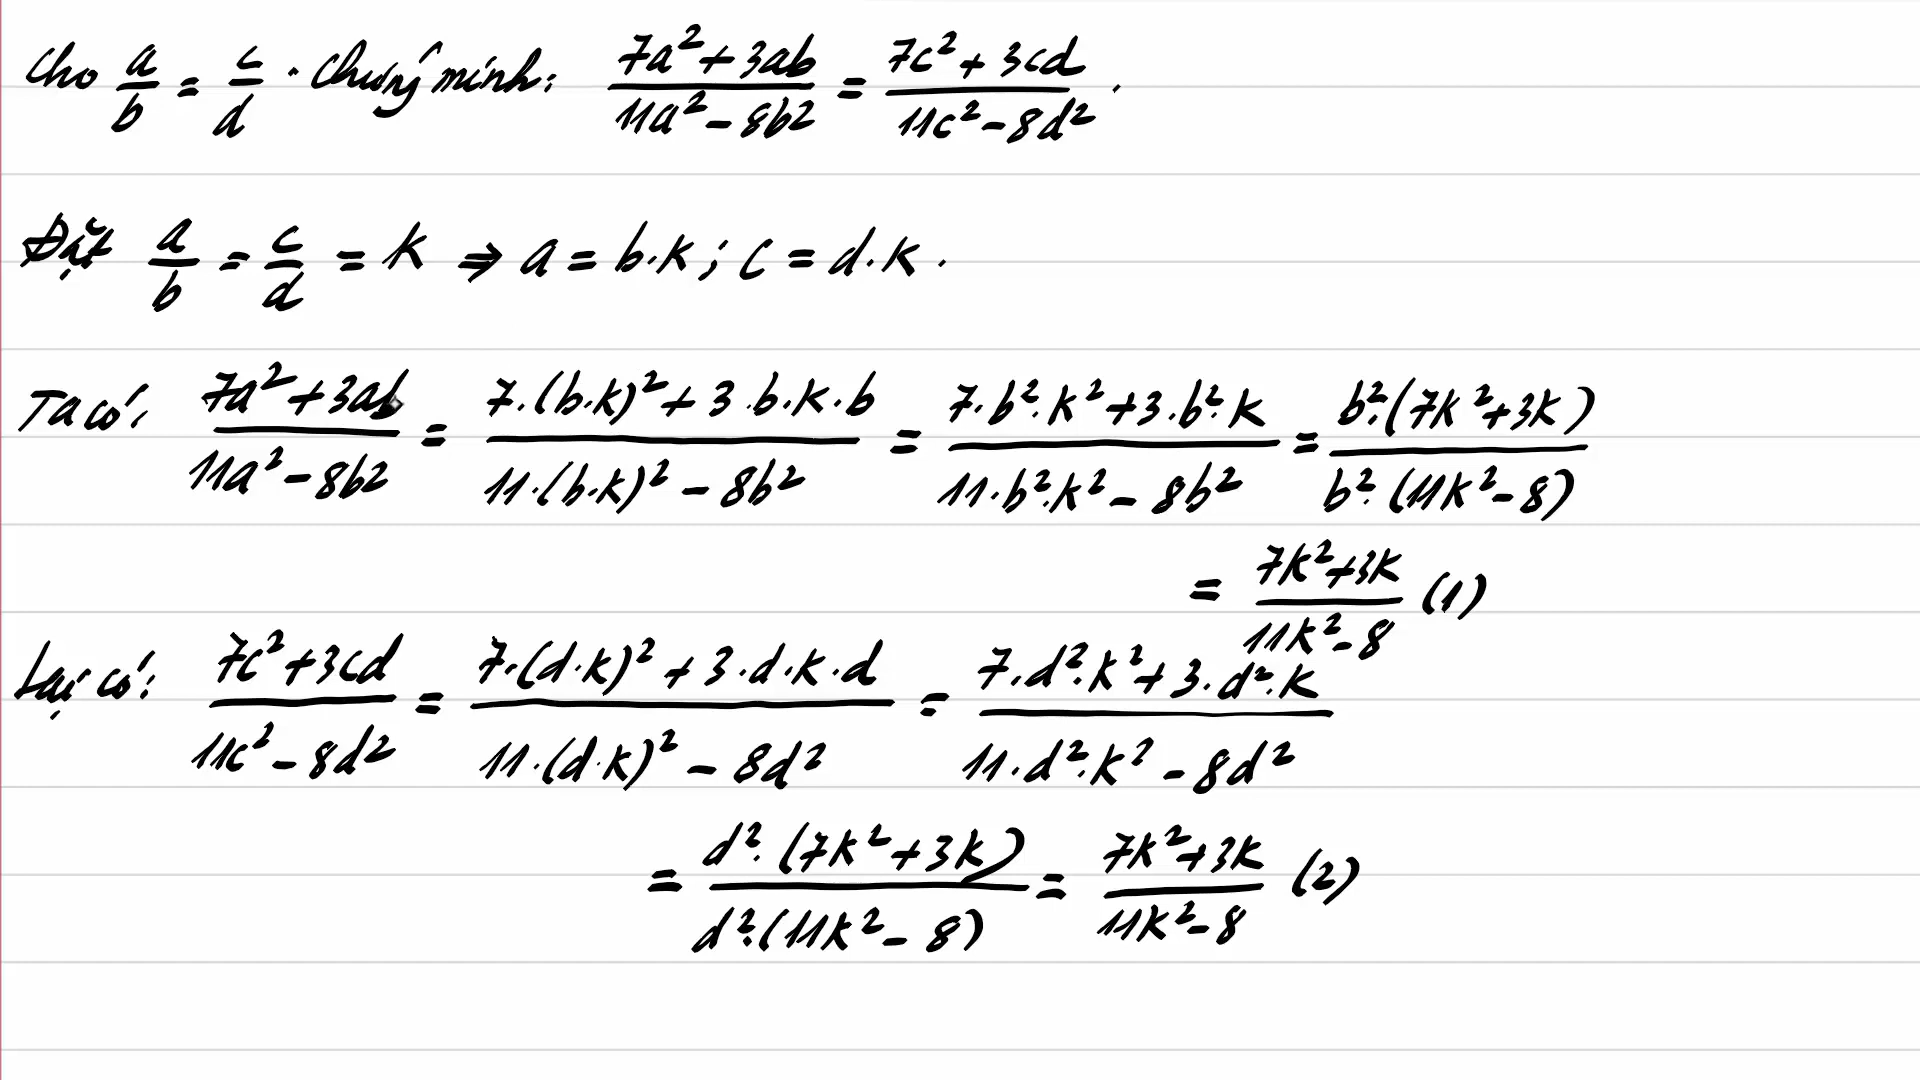 Cho a/b = c/d . Chứng minh: (7a² + 3ab)/(11a² - 8b²) = (7c² + 3cd)/(11c² - 8d²) .
Đặt a/b = c/d = k ⇒ a = b.k ; c = d.k .
Ta có: (7a² + 3ab)/(11a² - 8b²) = (7.(b.k)² + 3.b.k.b)/(11.(b.k)² - 8b²) = (7.b².k² + 3.b².k)/(11.b².k² - 8b²) = (b².(7k² + 3k))/(b².(11k² - 8))
= (7k² + 3k)/(11k² - 8) (1)
Lại có: (7c² + 3cd)/(11c² - 8d²) = (7.(d.k)² + 3.d.k.d)/(11.(d.k)² - 8d²) = (7.d².k² + 3.d².k)/(11.d².k² - 8d²)
= (d².(7k² + 3k))/(d².(11k² - 8)) = (7k² + 3k)/(11k² - 8) (2)